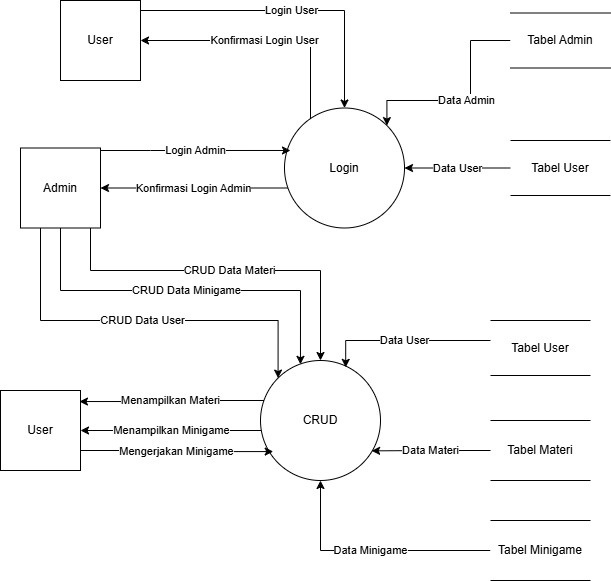 Login User
User
Konfirmasi Login User
Tabel Admin
Data Admin
Login Admin
Login
Data User
Tabel User
Admin
Konfirmasi Login Admin
CRUD Data Materi
CRUD Data Minigame
CRUD Data User
Data User
Tabel User
Menampilkan Materi
User
Menampilkan Minigame
CRUD
Mengerjakan Minigame
Data Materi
Tabel Materi
Data Minigame
Tabel Minigame